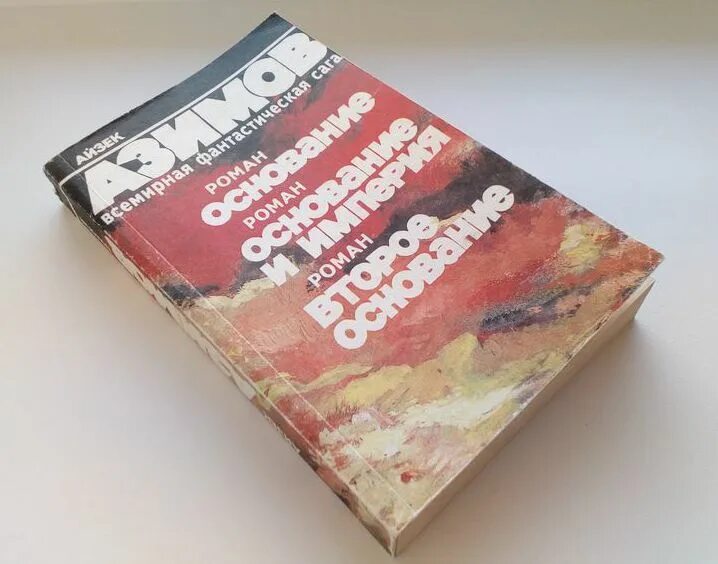 АЙЗЕК
АЗИМОВ
всемирная фантастическая сага
РОМАН
ОСНОВАНИЕ
РОМАН
ОСНОВАНИЕ
И ИМПЕРИЯ
РОМАН
ВТОРОЕ
ОСНОВАНИЕ